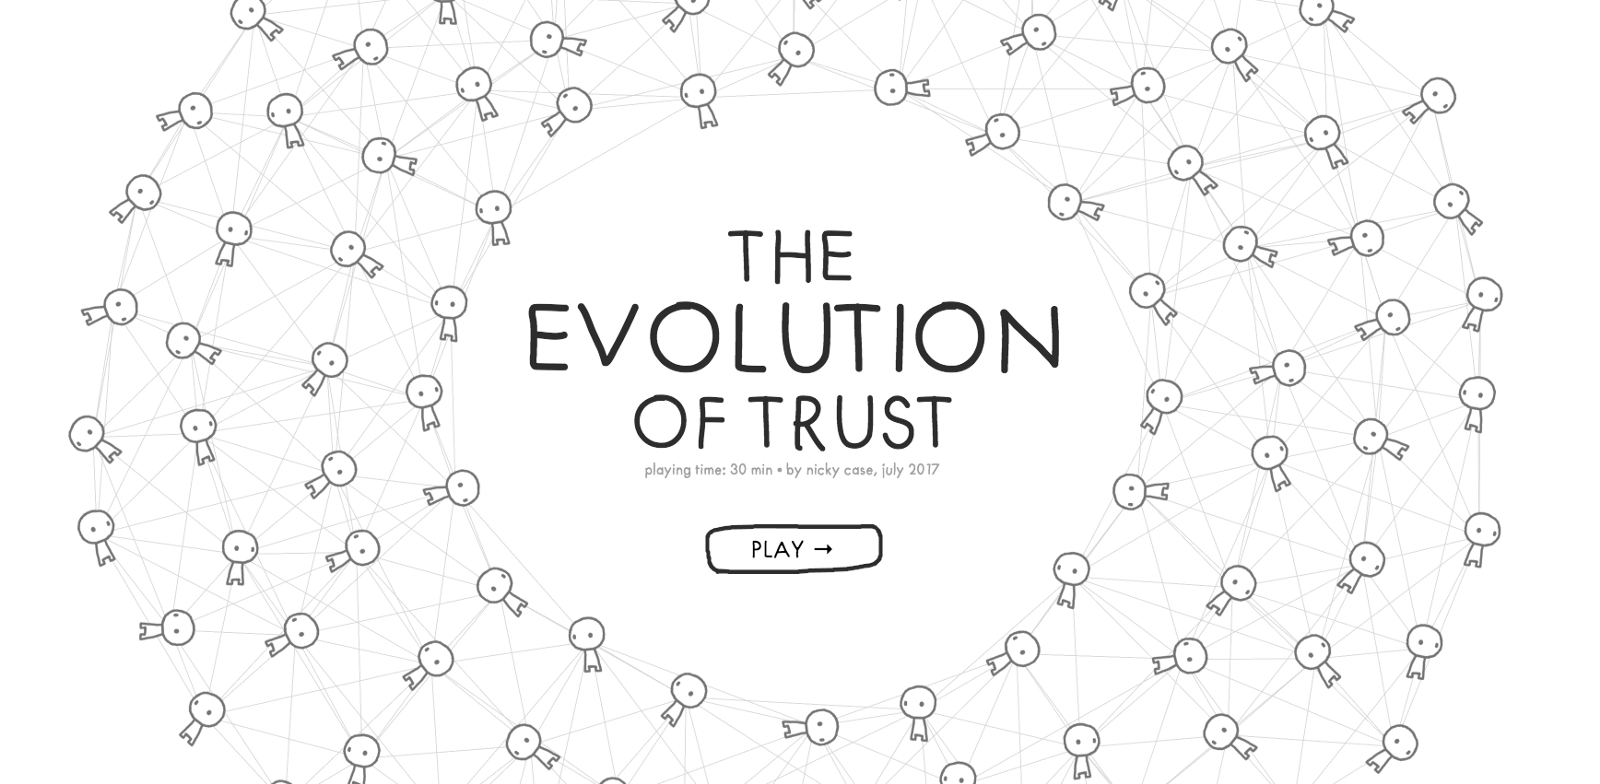 THE
EVOLUTION
OF TRUST
playing time: 30 min • by nicky case, july 2017
PLAY →